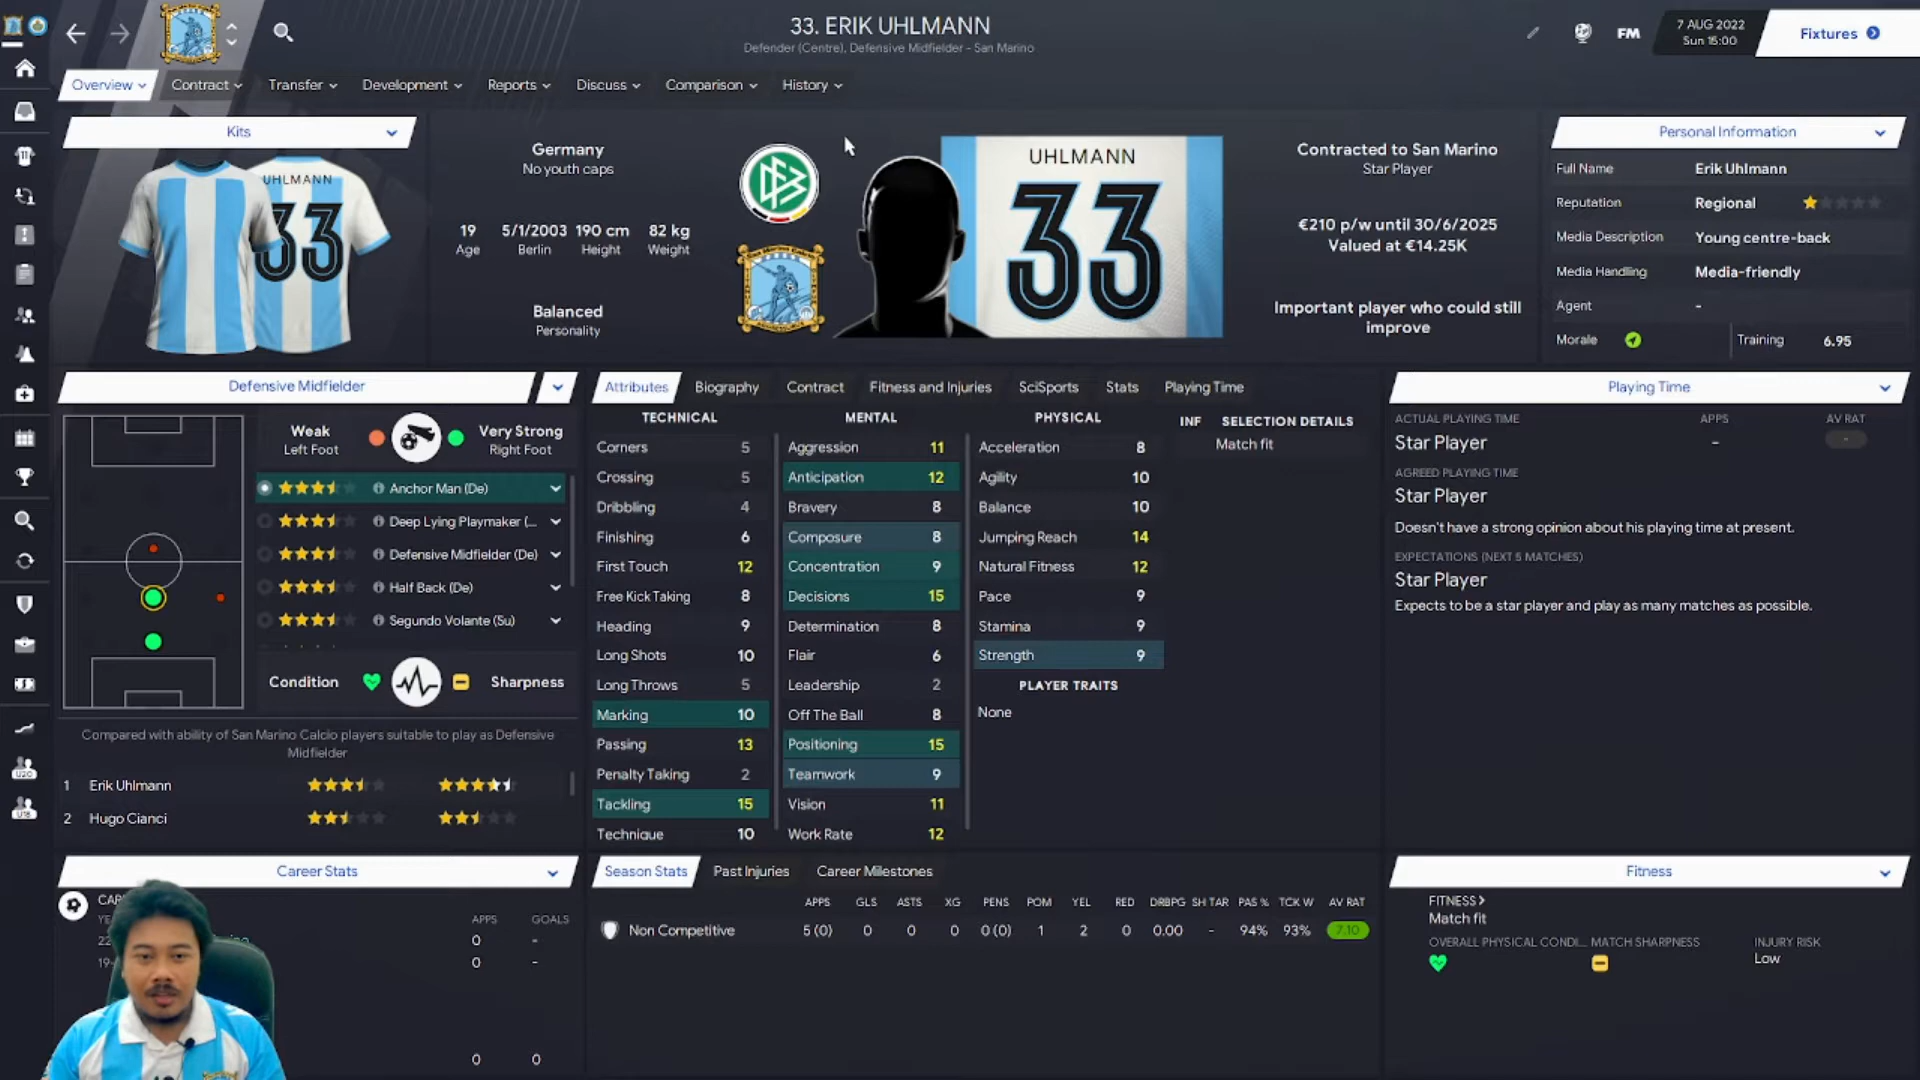 33. ERIK UHLMANN
Defender (Centre), Defensive Midfielder - San Marino
FM
7 AUG 2022
Sun 15:00
Fixtures
Overview
Contract
Transfer
Development
Reports
Discuss
Comparison
History
Kits
UHLMANN
33
Germany
No youth caps
19
Age
5/1/2003
Berlin
190 cm
Height
82 kg
Weight
Balanced
Personality
UHLMANN
33
Contracted to San Marino
Star Player
€210 p/w until 30/6/2025
Valued at €14.25K
Important player who could still
improve
Personal Information
Full Name Erik Uhlmann
Reputation Regional
Media Description Young centre-back
Media Handling Media-friendly
Agent -
Morale
Training 6.95
Defensive Midfielder
Weak
Left Foot
Very Strong
Right Foot
Anchor Man (De)
Deep Lying Playmaker (...
Defensive Midfielder (De)
Half Back (De)
Segundo Volante (Su)
Condition
Sharpness
Compared with ability of San Marino Calcio players suitable to play as Defensive
Midfielder
1 Erik Uhlmann
2 Hugo Cianci
Attributes
Biography
Contract
Fitness and Injuries
SciSports
Stats
Playing Time
TECHNICAL
Corners 5
Crossing 5
Dribbling 4
Finishing 6
First Touch 12
Free Kick Taking 8
Heading 9
Long Shots 10
Long Throws 5
Marking 10
Passing 13
Penalty Taking 2
Tackling 15
Technique 10
MENTAL
Aggression 11
Anticipation 12
Bravery 8
Composure 8
Concentration 9
Decisions 15
Determination 8
Flair 6
Leadership 2
Off The Ball 8
Positioning 15
Teamwork 9
Vision 11
Work Rate 12
PHYSICAL
Acceleration 8
Agility 10
Balance 10
Jumping Reach 14
Natural Fitness 12
Pace 9
Stamina 9
Strength 9
PLAYER TRAITS
None
INF SELECTION DETAILS
Match fit
Playing Time
ACTUAL PLAYING TIME APPS AV RAT
Star Player - -
AGREED PLAYING TIME
Star Player
Doesn't have a strong opinion about his playing time at present.
EXPECTATIONS (NEXT 5 MATCHES)
Star Player
Expects to be a star player and play as many matches as possible.
Career Stats
CAR
YE
APPS GOALS
22
0 -
19-
0 -
0 0
Season Stats
Past Injuries
Career Milestones
APPS GLS ASTS XG PENS POM YEL RED DRBPG SH TAR PAS % TCK W AV RAT
Non Competitive 5 (0) 0 0 0 0 (0) 1 2 0 0.00 - 94% 93% 7.10
Fitness
FITNESS>
Match fit
OVERALL PHYSICAL CONDI... MATCH SHARPNESS INJURY RISK
Low